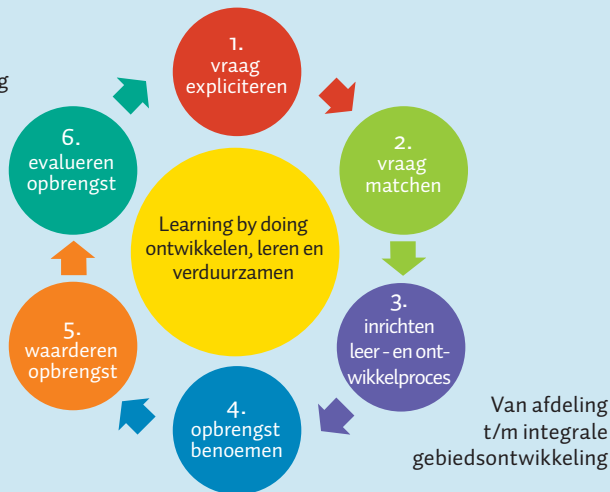 g
1.
vraag
expliciteren
2.
vraag
matchen
3.
inrichten
leer - en ont-
wikkelproces
4.
opbrengst
benoemen
5.
waarderen
opbrengst
6.
evalueren
opbrengst
Learning by doing
ontwikkelen, leren en
verduurzamen
Van afdeling
t/m integrale
gebiedsontwikkeling